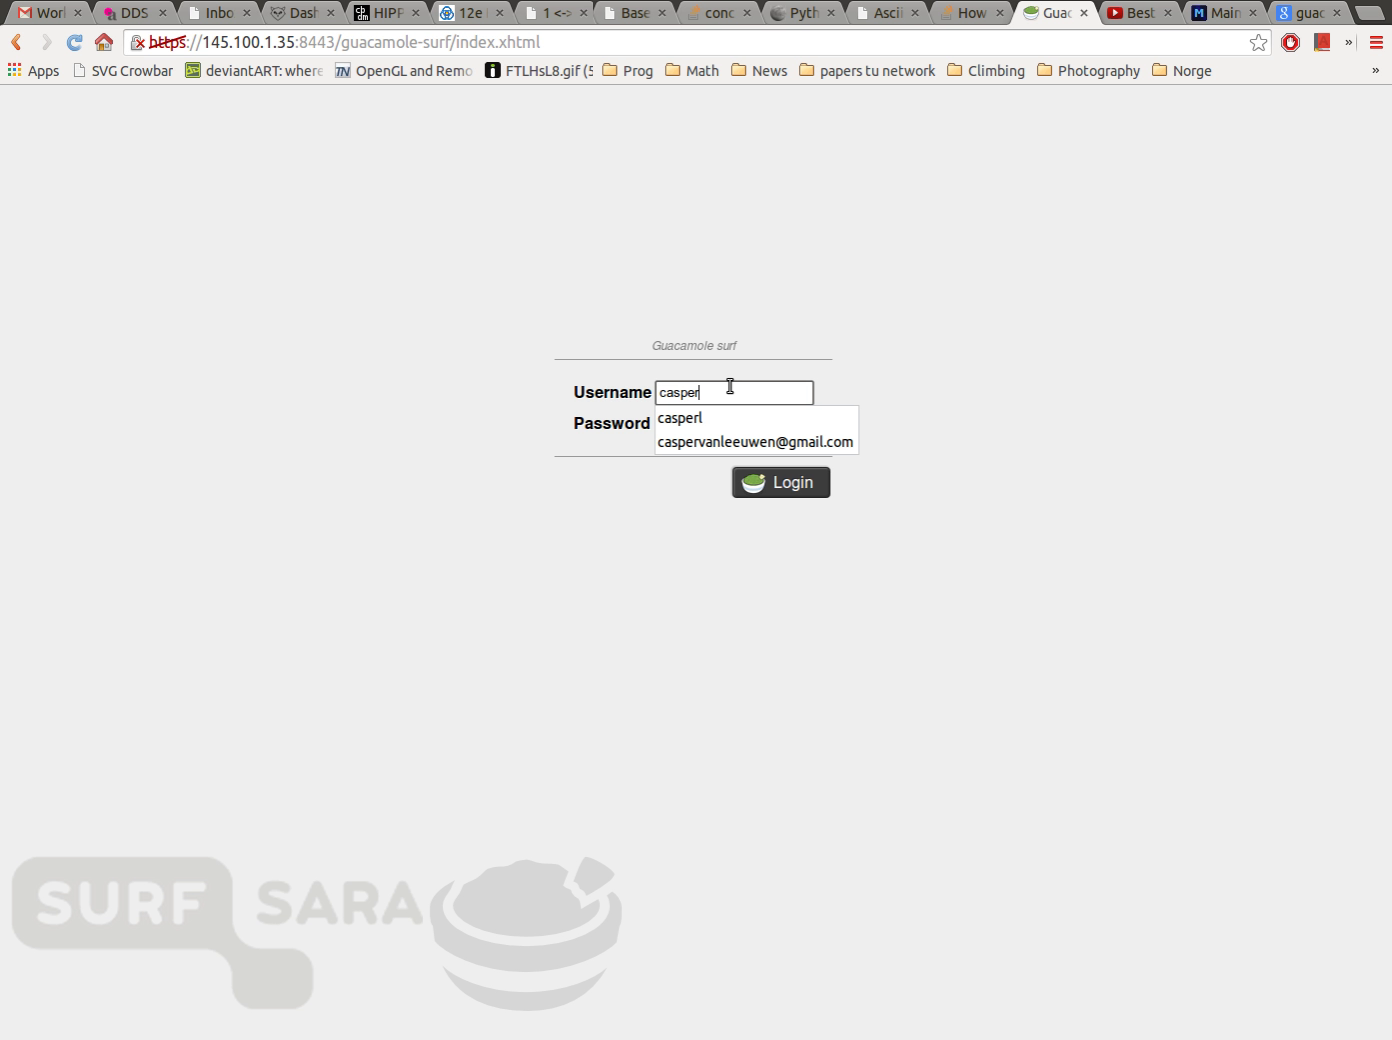 Worl DDS Inbo Dash HIPP 12e 1 <-> Base conc Pyth Ascii How Guac Best Main guac
https://145.100.1.35:8443/guacamole-surf/index.xhtml »
Apps SVG Crowbar deviantART: where OpenGL and Remo FTLHsL8.gif (5 Prog Math News papers tu network Climbing Photography Norge »
Guacamole surf
Username casper
casperl
Password
caspervanleeuwen@gmail.com
Login
SURF SARA